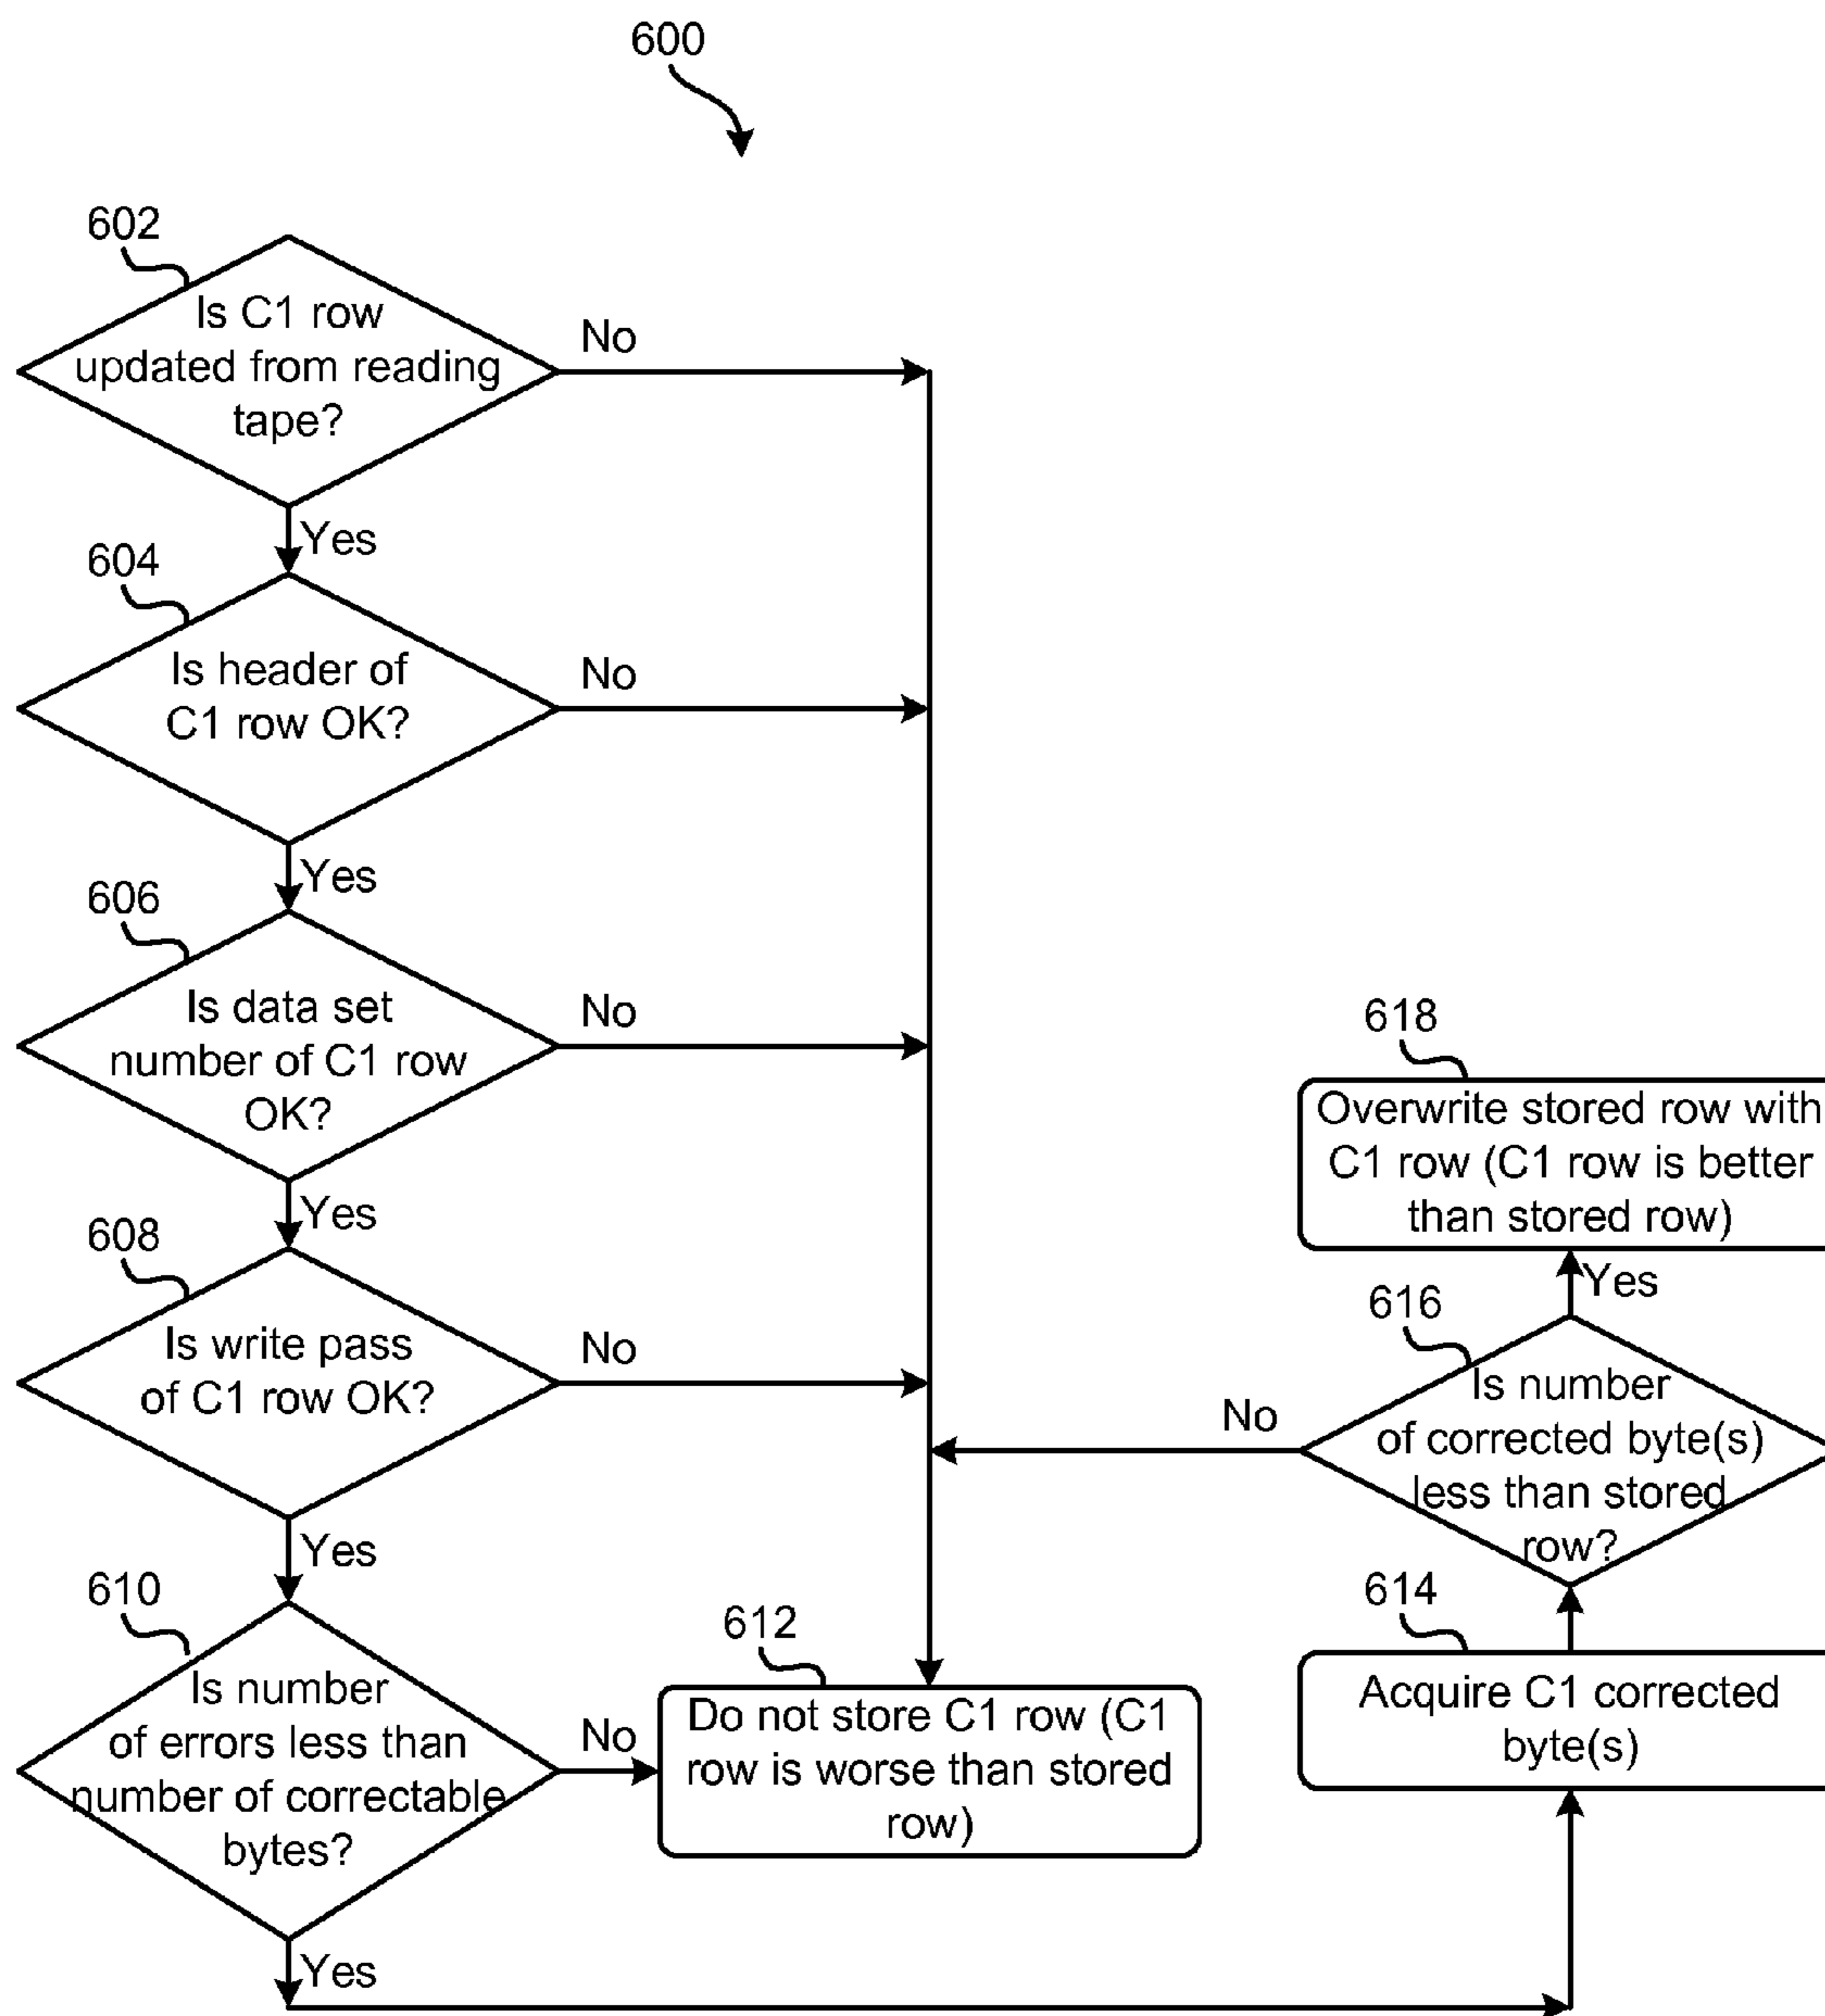 600
602
Is C1 row
updated from reading
tape?
No
Yes
604
Is header of
C1 row OK?
No
Yes
606
Is data set
number of C1 row
OK?
No
Yes
608
Is write pass
of C1 row OK?
No
Yes
610
Is number
of errors less than
number of correctable
bytes?
No
Yes
612
Do not store C1 row (C1
row is worse than stored
row)
614
Acquire C1 corrected
byte(s)
616
Is number
of corrected byte(s)
less than stored
row?
No
Yes
618
Overwrite stored row with
C1 row (C1 row is better
than stored row)